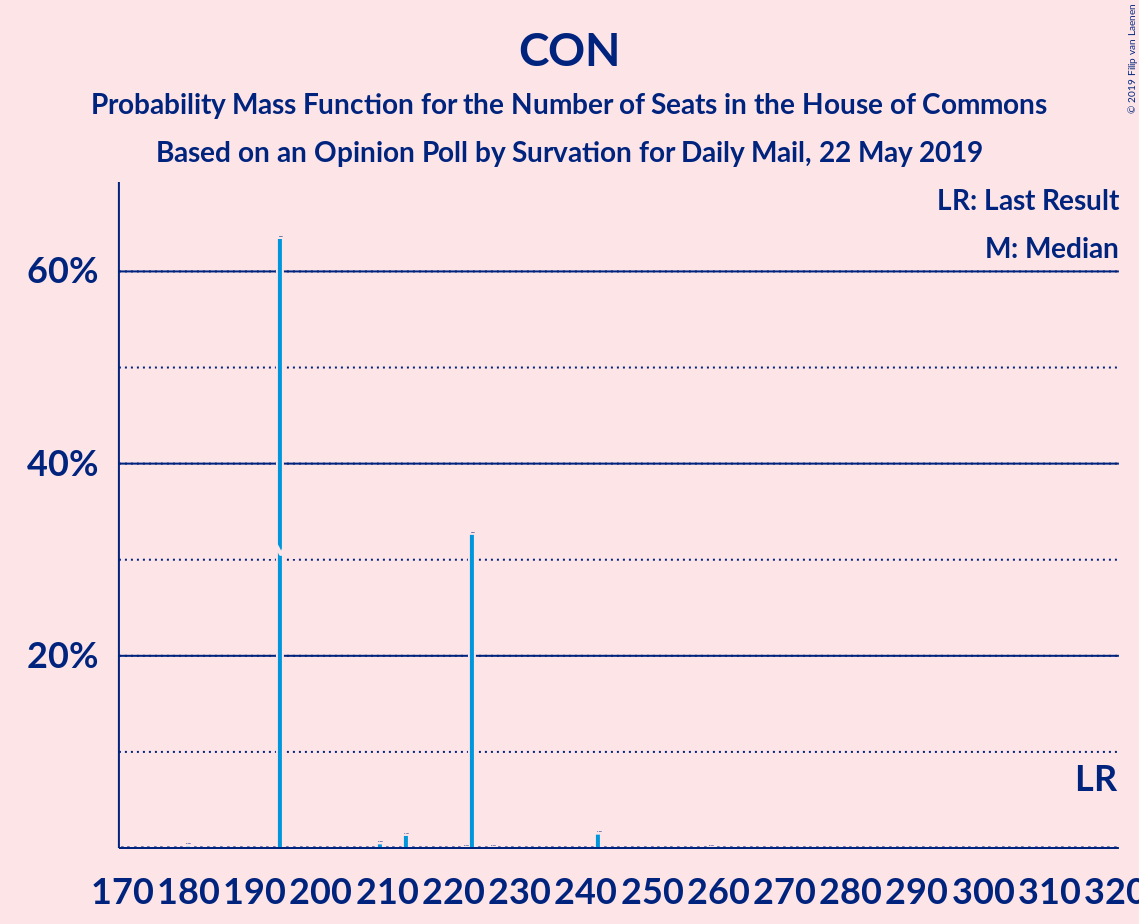 CON
Probability Mass Function for the Number of Seats in the House of Commons
Based on an Opinion Poll by Survation for Daily Mail, 22 May 2019
© 2019 Filip van Laenen
LR: Last Result
M: Median
60%
40%
20%
LR
170 180 190 200 210 220 230 240 250 260 270 280 290 300 310 320